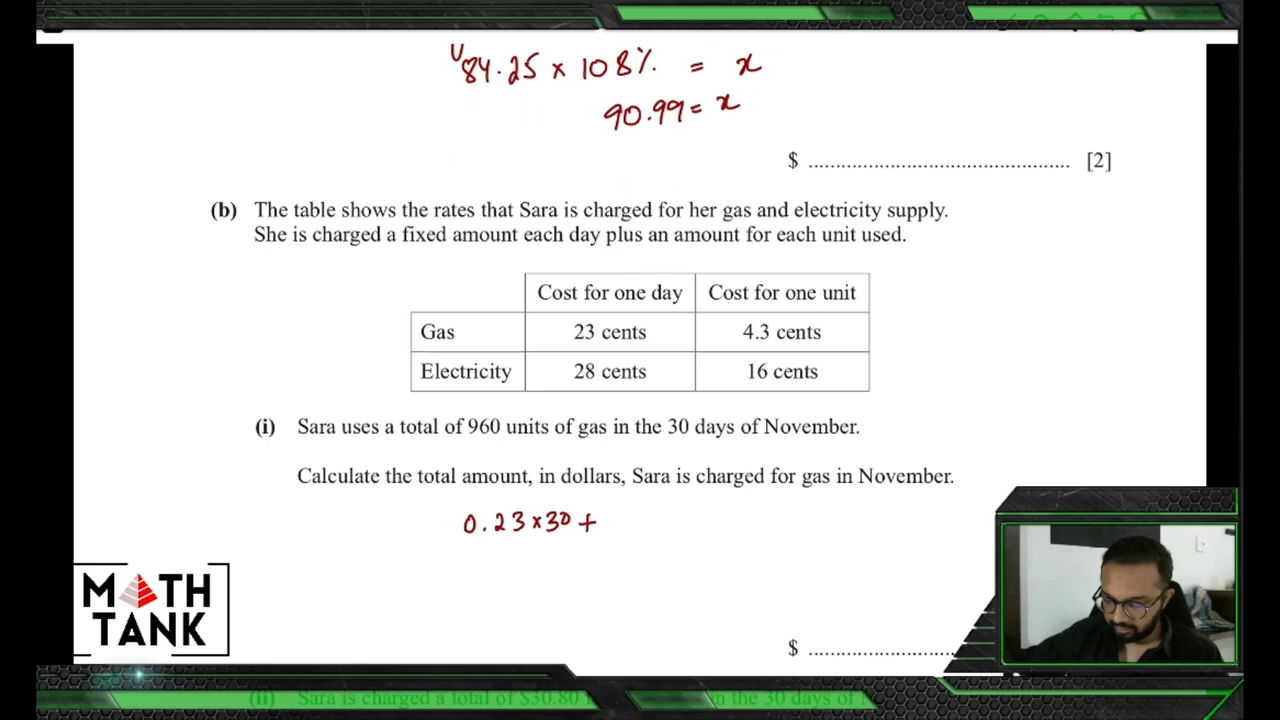 84.25 × 108% = x
90.99 = x
$ ................................................ [2]
(b) The table shows the rates that Sara is charged for her gas and electricity supply.
She is charged a fixed amount each day plus an amount for each unit used.
Cost for one day Cost for one unit
Gas 23 cents 4.3 cents
Electricity 28 cents 16 cents
(i) Sara uses a total of 960 units of gas in the 30 days of November.
Calculate the total amount, in dollars, Sara is charged for gas in November.
0.23×30 +
MATH
TANK
$ ...........................
(ii) Sara is charged a total of $30.80 in the 30 days of